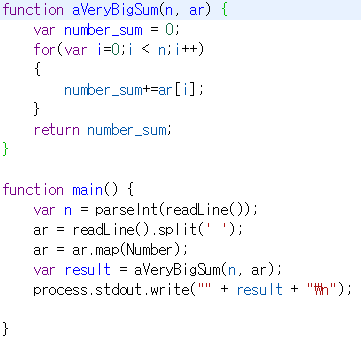 function aVeryBigSum(n, ar) {
    var number_sum = 0;
    for(var i=0;i < n;i++)
    {
        number_sum+=ar[i];
    }
    return number_sum;
}

function main() {
    var n = parseInt(readLine());
    ar = readLine().split(' ');
    ar = ar.map(Number);
    var result = aVeryBigSum(n, ar);
    process.stdout.write("" + result + "₩n");

}